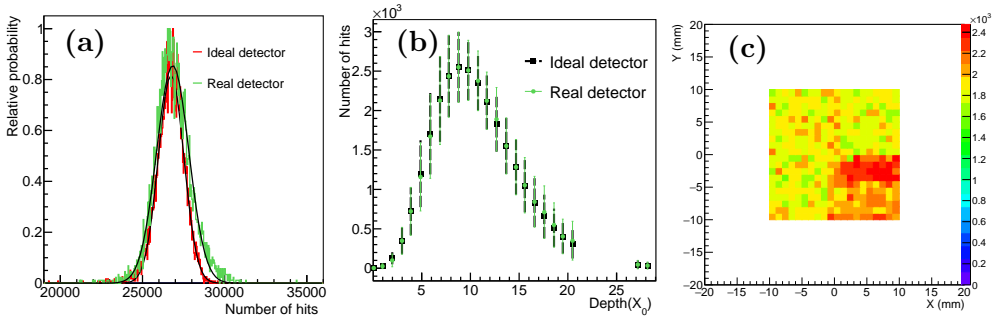 (a)
Relative probability
1
0.8
0.6
0.4
0.2
0
Ideal detector
Real detector
20000 25000 30000 35000
Number of hits
×10³
(b)
Number of hits
3
2.5
2
1.5
1
0.5
0
Ideal detector
Real detector
5 10 15 20 25
Depth(X₀)
(c)
Y (mm)
20
15
10
5
0
−5
−10
−15
−20
−20 −15 −10 −5 0 5 10 15 20
X (mm)
×10³
2.4
2.2
2
1.8
1.6
1.4
1.2
1
0.8
0.6
0.4
0.2
0